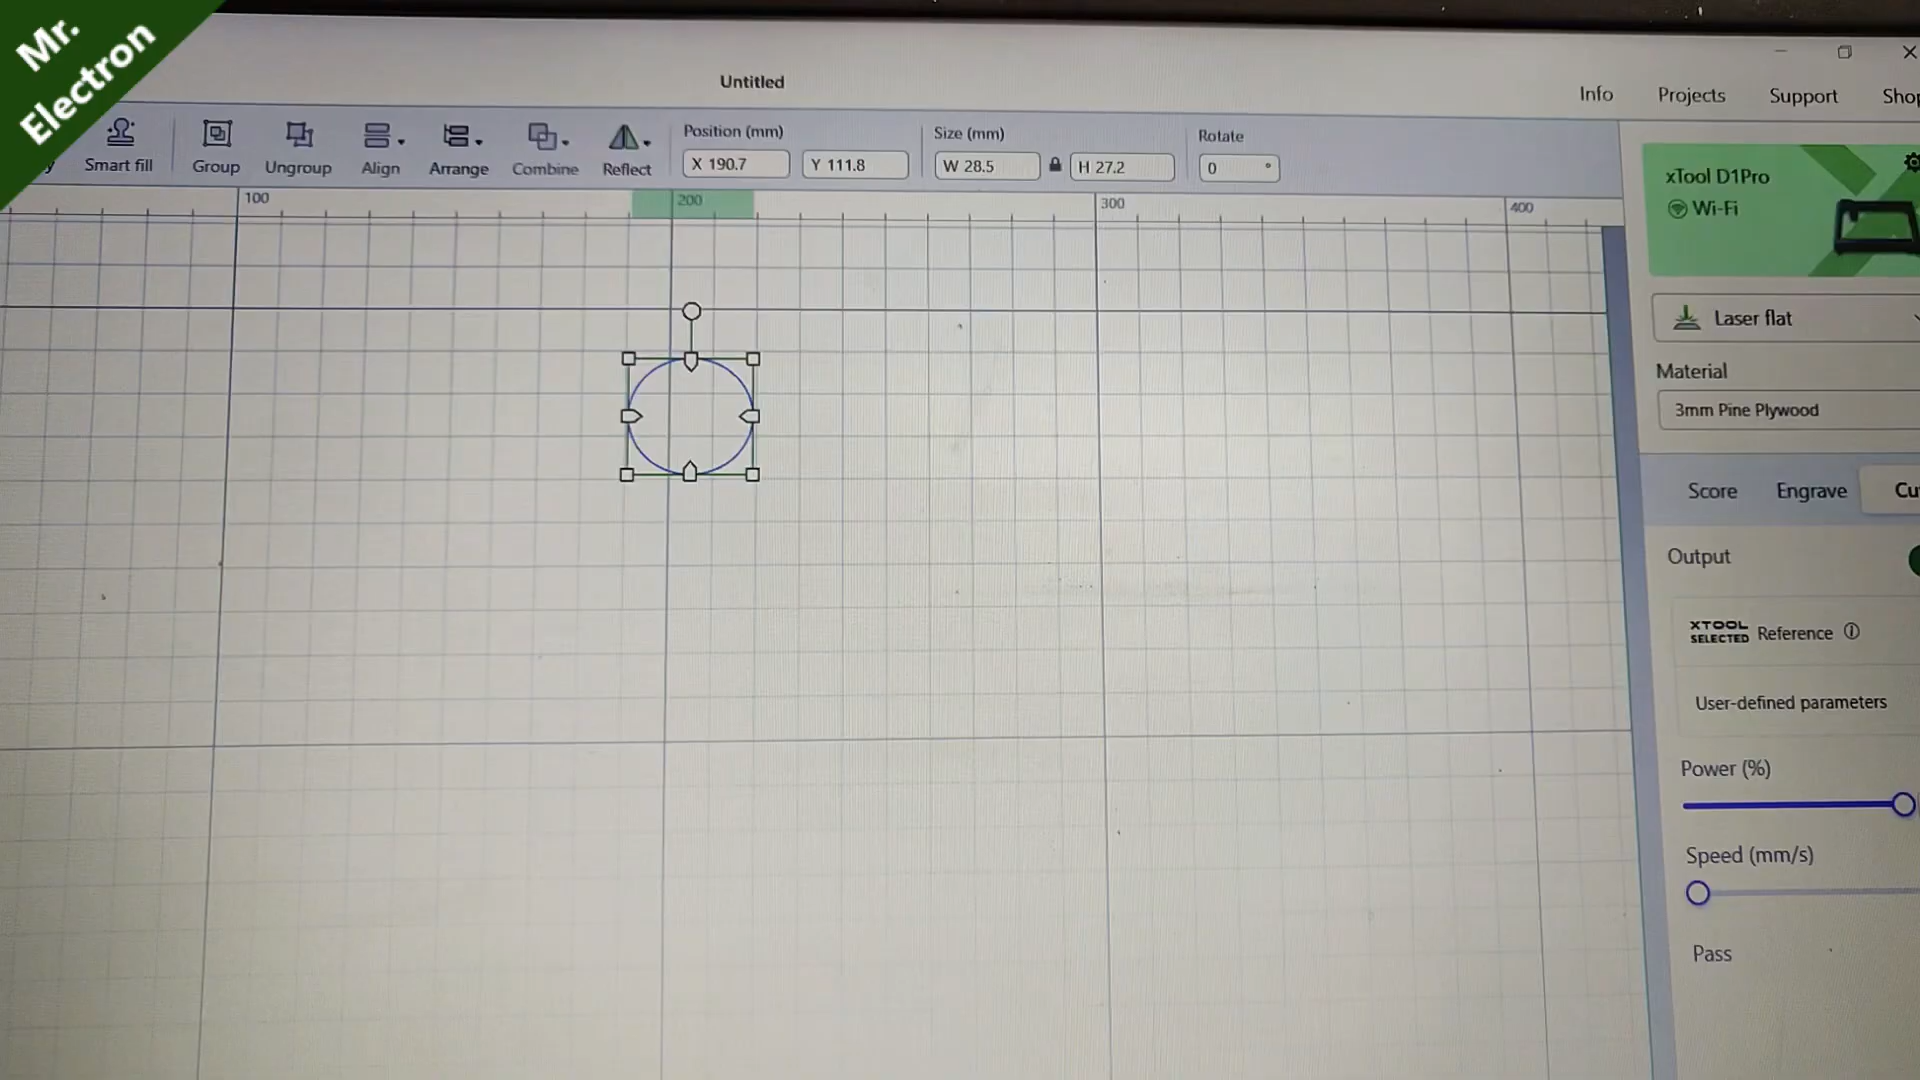 Mr.
Electron
Untitled
Info
Projects
Support
Smart fill
Group
Ungroup
Align
Arrange
Combine
Reflect
Position (mm)
X 190.7
Y 111.8
Size (mm)
W 28.5
H 27.2
Rotate
0 °
100
200
300
400
xTool D1Pro
Wi-Fi
Laser flat
Material
3mm Pine Plywood
Score
Engrave
Output
XTOOL
SELECTED
Reference
User-defined parameters
Power (%)
Speed (mm/s)
Pass